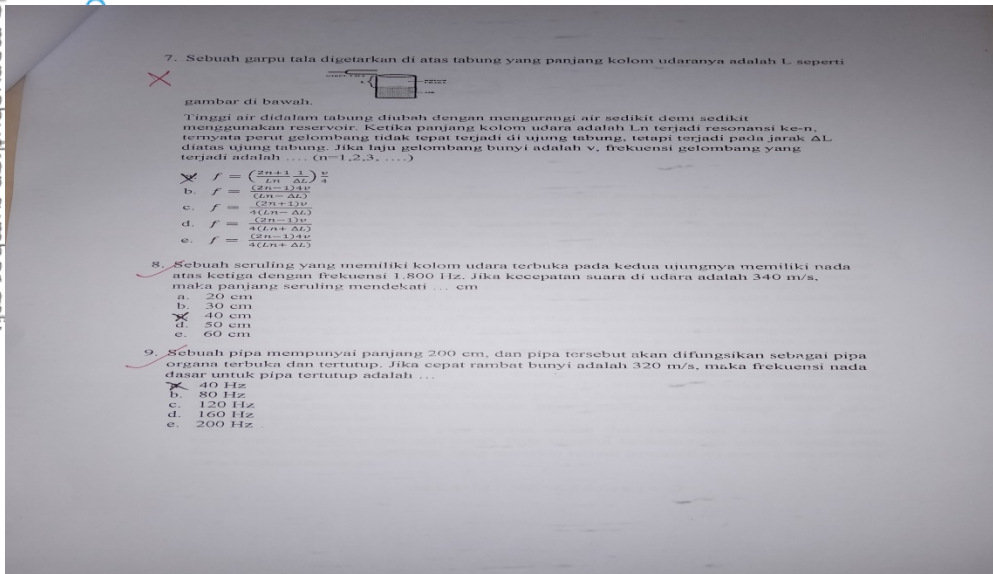 7. Sebuah garpu tala digetarkan di atas tabung yang panjang kolom udaranya adalah L seperti
gambar di bawah.
Tinggi air didalam tabung diubah dengan mengurangi air sedikit demi sedikit
menggunakan reservoir. Ketika panjang kolom udara adalah Ln terjadi resonansi ke-n,
ternyata perut gelombang tidak tepat terjadi di ujung tabung, tetapi terjadi pada jarak ΔL
diatas ujung tabung. Jika laju gelombang bunyi adalah v, frekuensi gelombang yang
terjadi adalah .... (n=1,2,3, ....)
f = (2n+1/Ln 1/ΔL) v/4
b. f = (2n−1)4v/(Ln− ΔL)
c. f = (2n+1)v/4(Ln− ΔL)
d. f = (2n−1)v/4(Ln+ ΔL)
e. f = (2n−1)4v/4(Ln+ ΔL)
8. Sebuah seruling yang memiliki kolom udara terbuka pada kedua ujungnya memiliki nada
atas ketiga dengan frekuensi 1.800 Hz. Jika kecepatan suara di udara adalah 340 m/s,
maka panjang seruling mendekati ... cm
a. 20 cm
b. 30 cm
40 cm
d. 50 cm
e. 60 cm
9. Sebuah pipa mempunyai panjang 200 cm, dan pipa tersebut akan difungsikan sebagai pipa
organa terbuka dan tertutup. Jika cepat rambat bunyi adalah 320 m/s, maka frekuensi nada
dasar untuk pipa tertutup adalah ...
40 Hz
b. 80 Hz
c. 120 Hz
d. 160 Hz
e. 200 Hz